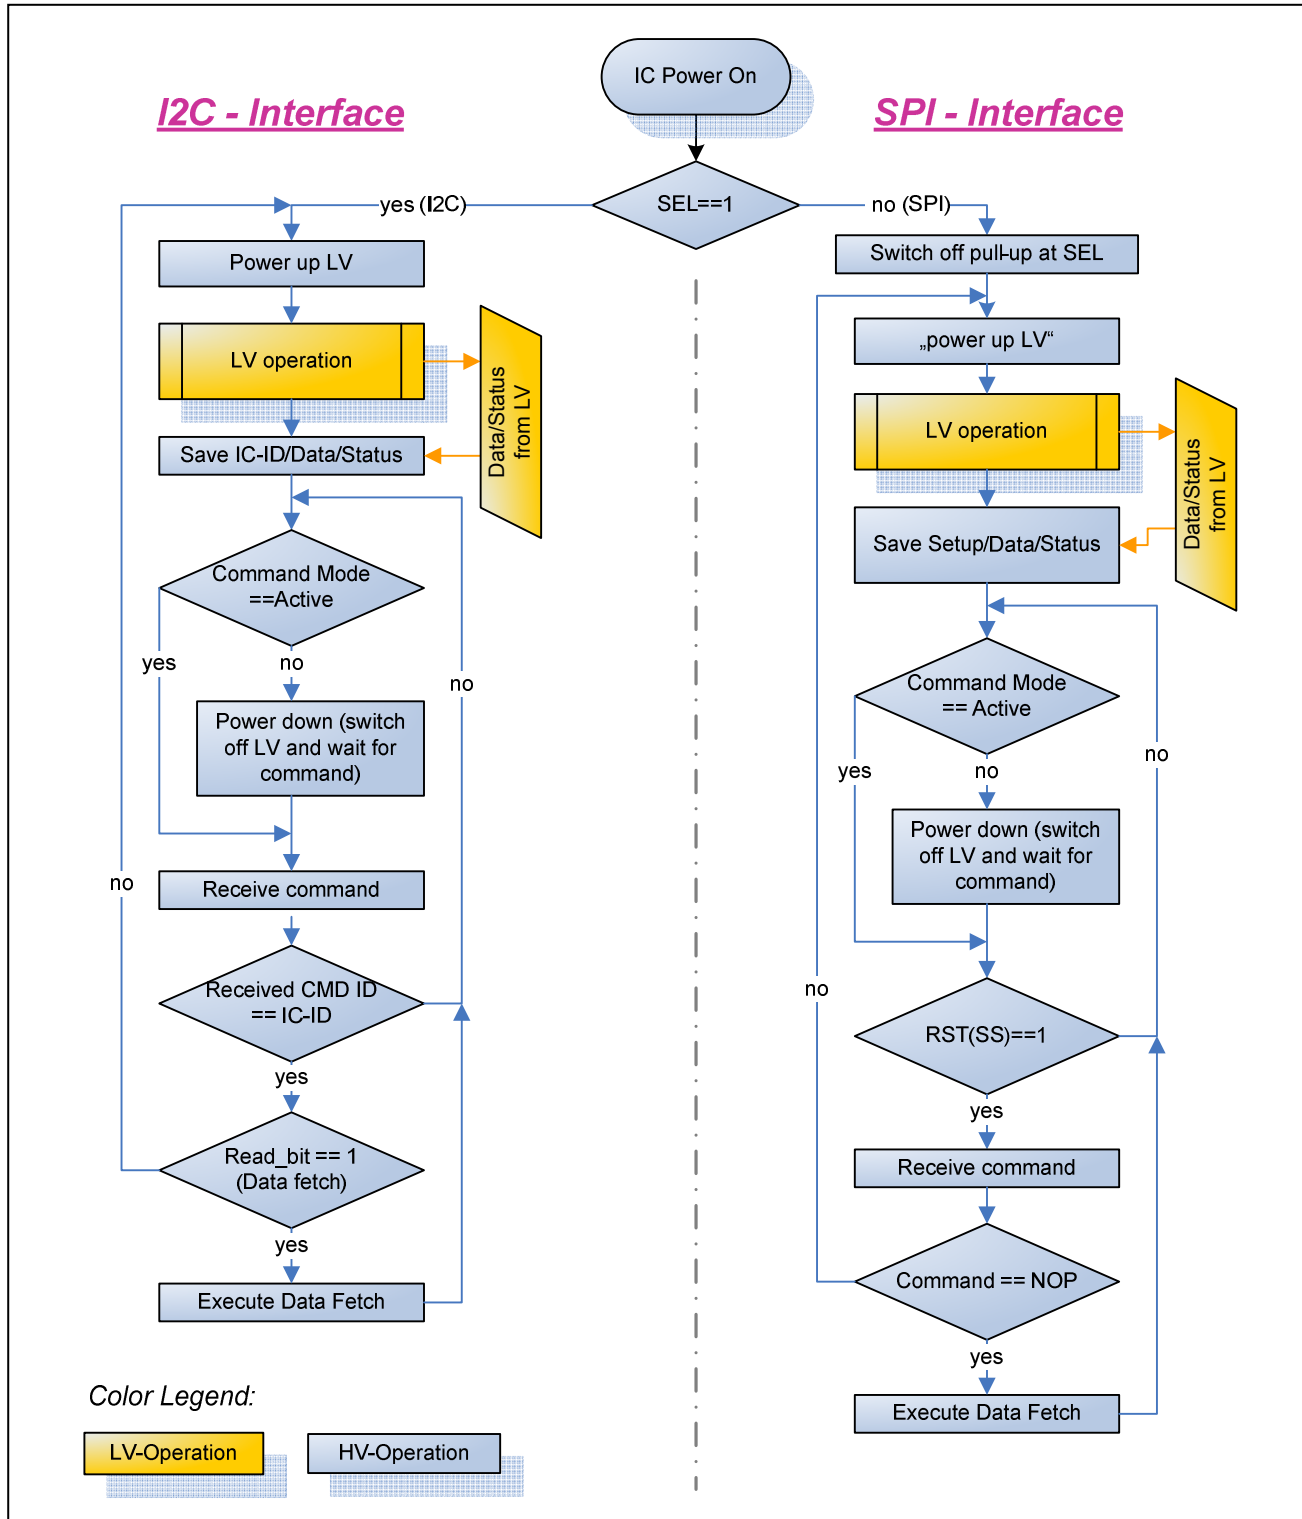 IC Power On
I2C - Interface
SPI - Interface
SEL==1
yes (I2C)
no (SPI)
Power up LV
LV operation
Data/Status
from LV
Save IC-ID/Data/Status
Command Mode
==Active
yes
no
no
Power down (switch
off LV and wait for
command)
no
Receive command
Received CMD ID
== IC-ID
yes
Read_bit == 1
(Data fetch)
yes
Execute Data Fetch
Switch off pull-up at SEL
„power up LV“
LV operation
Data/Status
from LV
Save Setup/Data/Status
Command Mode
== Active
no
yes
no
Power down (switch
off LV and wait for
command)
no
RST(SS)==1
yes
Receive command
Command == NOP
yes
Execute Data Fetch
Color Legend:
LV-Operation
HV-Operation